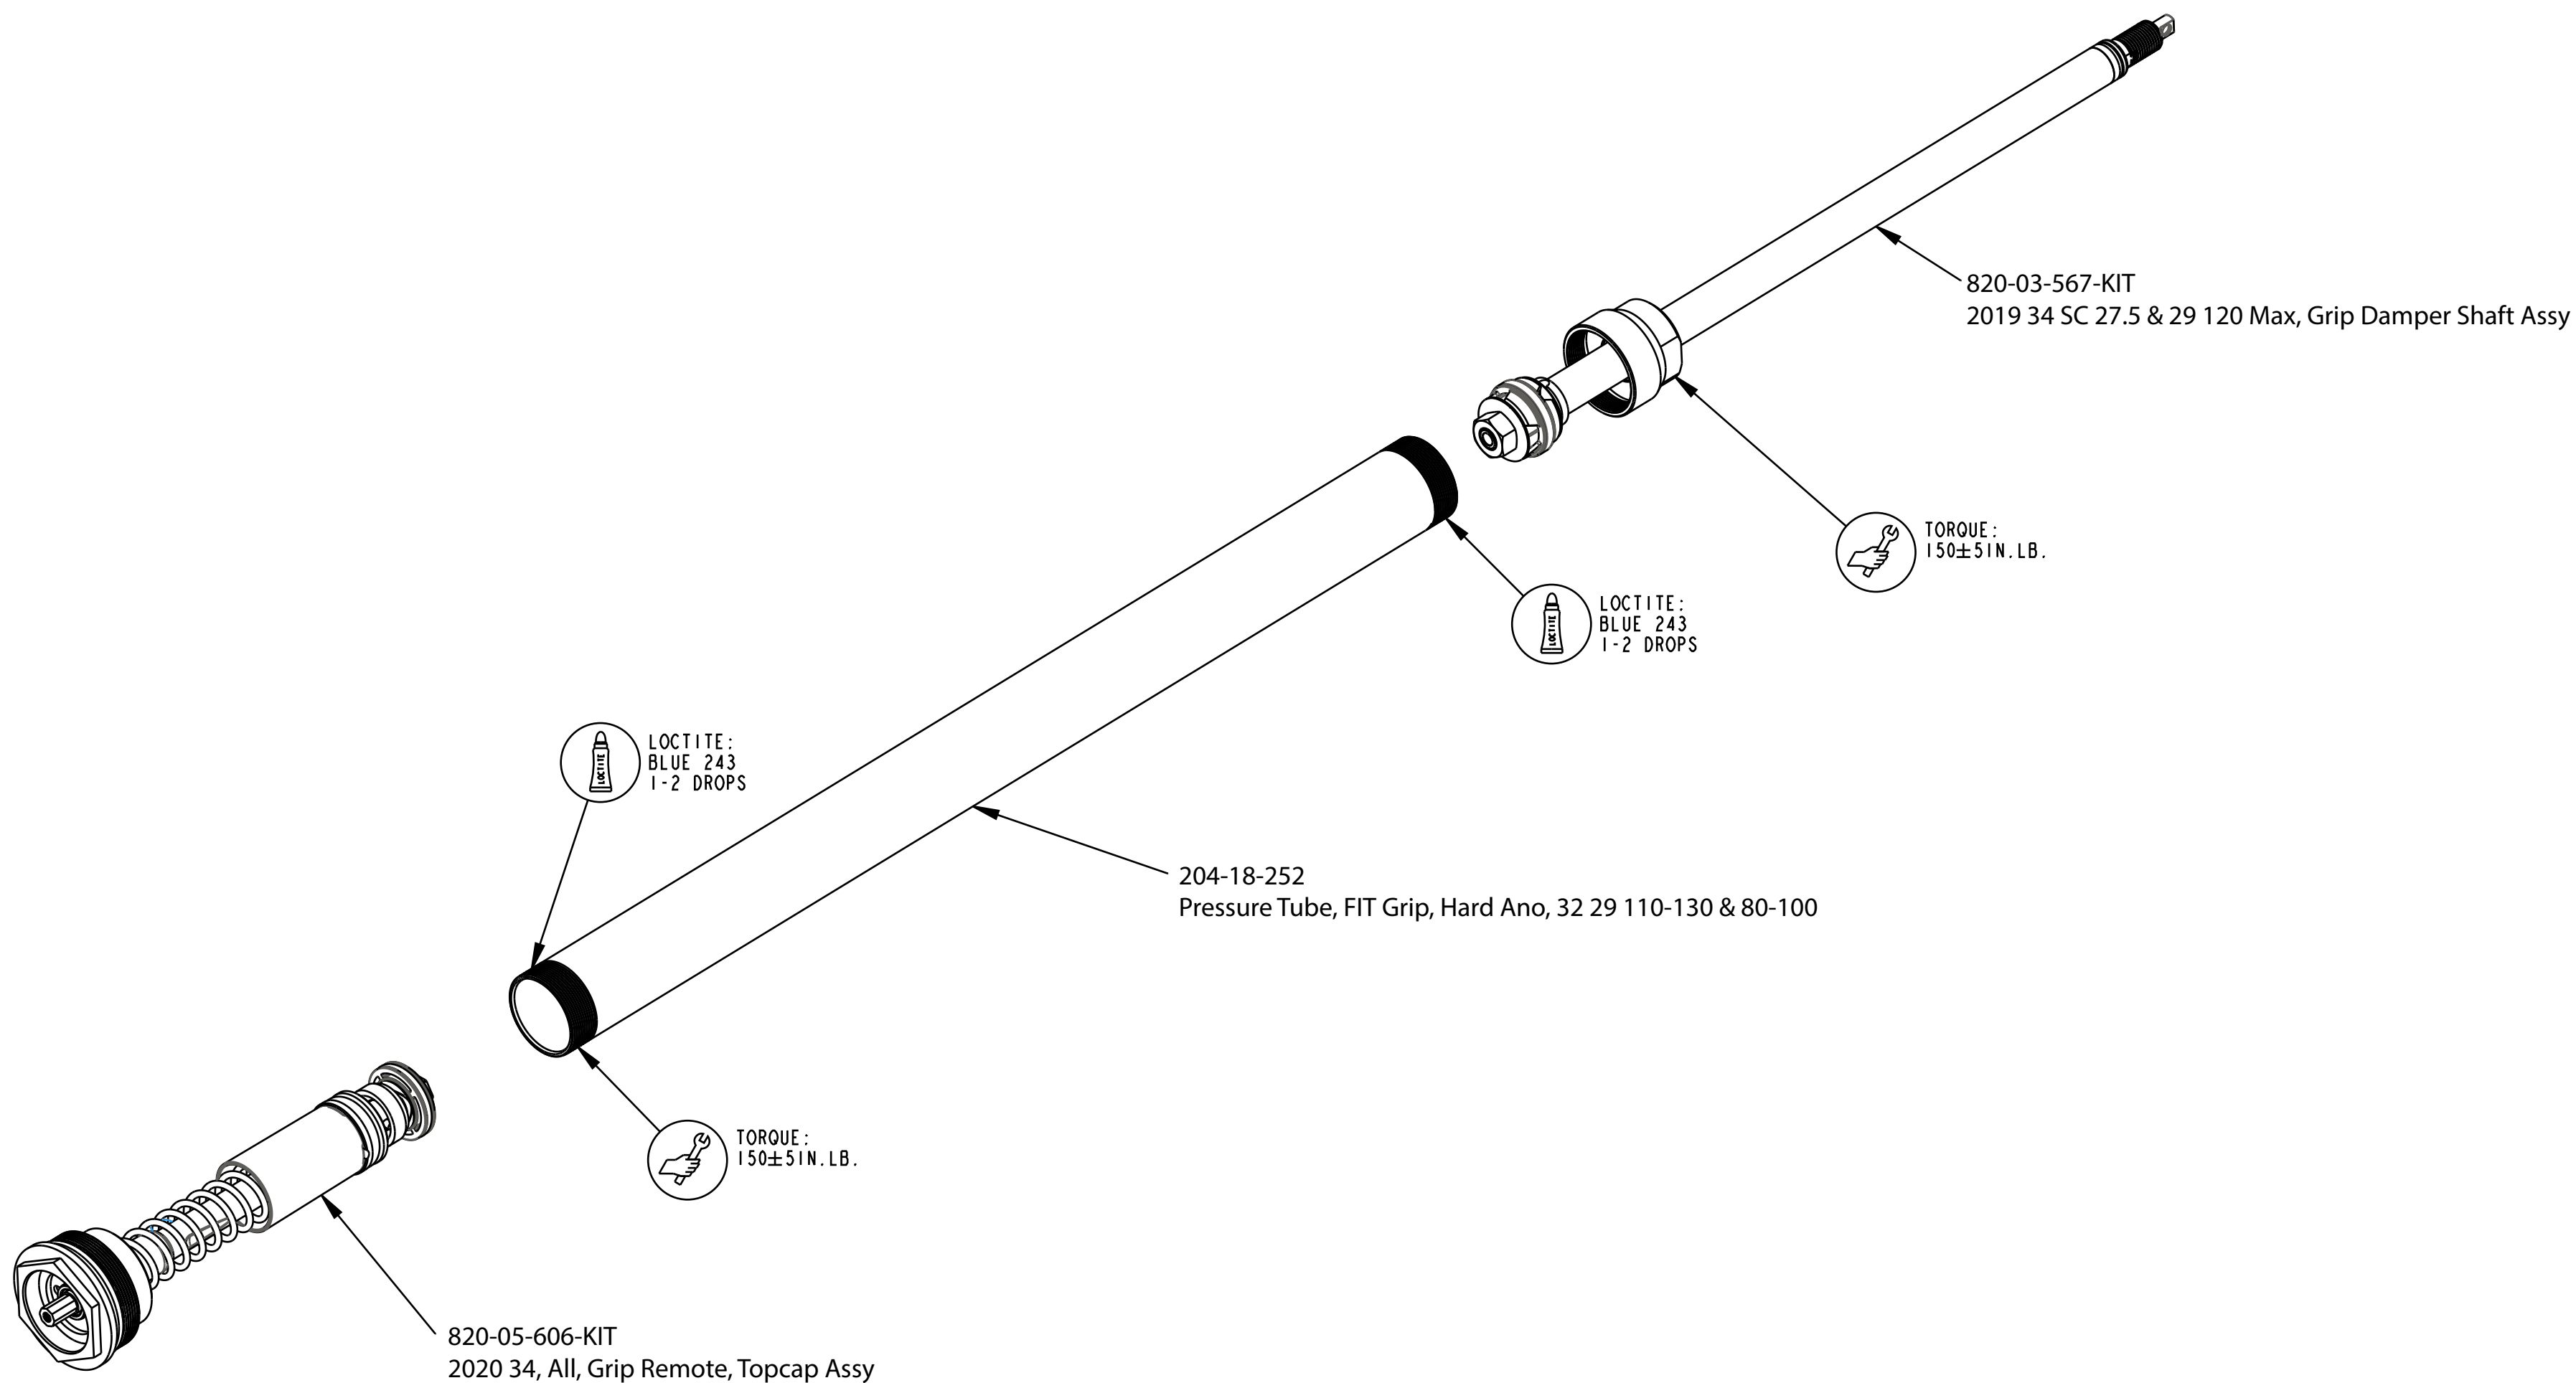 820-03-567-KIT
2019 34 SC 27.5 & 29 120 Max, Grip Damper Shaft Assy
TORQUE:
150±5IN.LB.
LOCTITE:
BLUE 243
1-2 DROPS
LOCTITE
LOCTITE:
BLUE 243
1-2 DROPS
LOCTITE
204-18-252
Pressure Tube, FIT Grip, Hard Ano, 32 29 110-130 & 80-100
TORQUE:
150±5IN.LB.
820-05-606-KIT
2020 34, All, Grip Remote, Topcap Assy